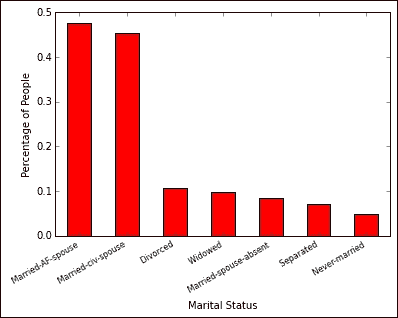 0.5
0.4
0.3
0.2
0.1
0.0
Percentage of People
Married-AF-spouse
Married-civ-spouse
Divorced
Widowed
Married-spouse-absent
Separated
Never-married
Marital Status